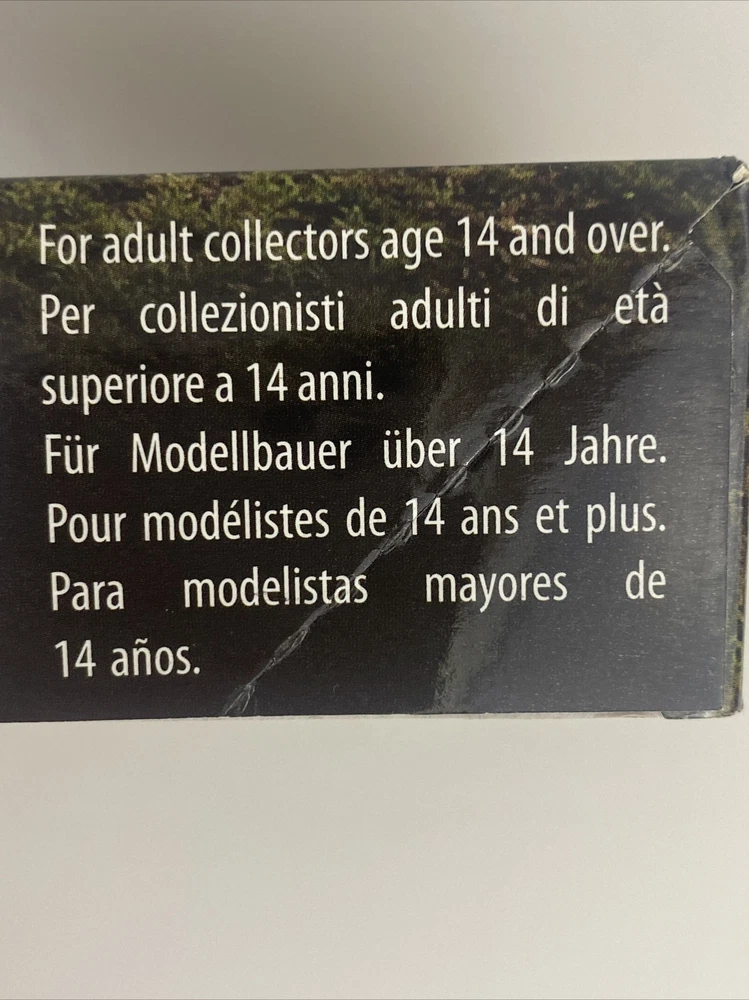 For adult collectors age 14 and over.
Per collezionisti adulti di età
superiore a 14 anni.
Für Modellbauer über 14 Jahre.
Pour modélistes de 14 ans et plus.
Para modelistas mayores de
14 años.